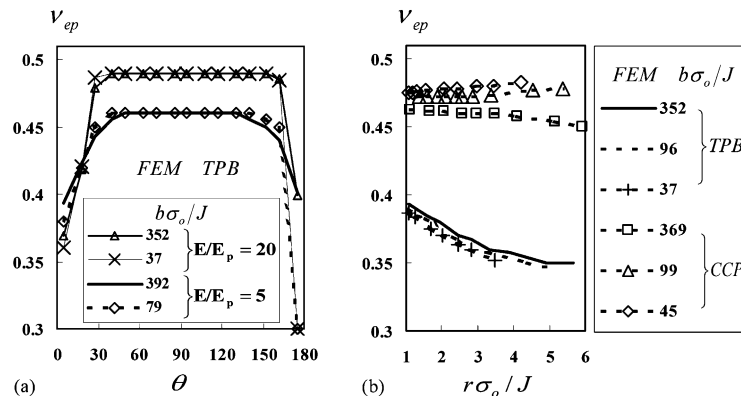 ν_ep
0.5
0.45
0.4
0.35
0.3
0 30 60 90 120 150 180
FEM TPB
bσ_o/J
352
37
E/E_p = 20
392
79
E/E_p = 5
(a)
θ
ν_ep
0.5
0.45
0.4
0.35
0.3
1 2 3 4 5 6
(b)
rσ_o/J
FEM bσ_o/J
352
96
37
TPB
369
99
45
CCP